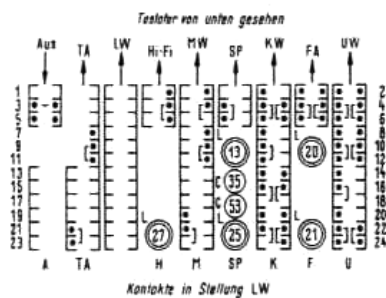 Tastatur von unten gesehen
Aus TA LW Hi-Fi MW SP KW FA UW
1 2
3 4
5 6
7 L L 8
9 13 20 10
11 12
13 C 35 14
15 16
17 C 53 18
19 L L L 20
21 27 25 21 22
23 24
A TA H M SP K F U
Kontakte in Stellung LW